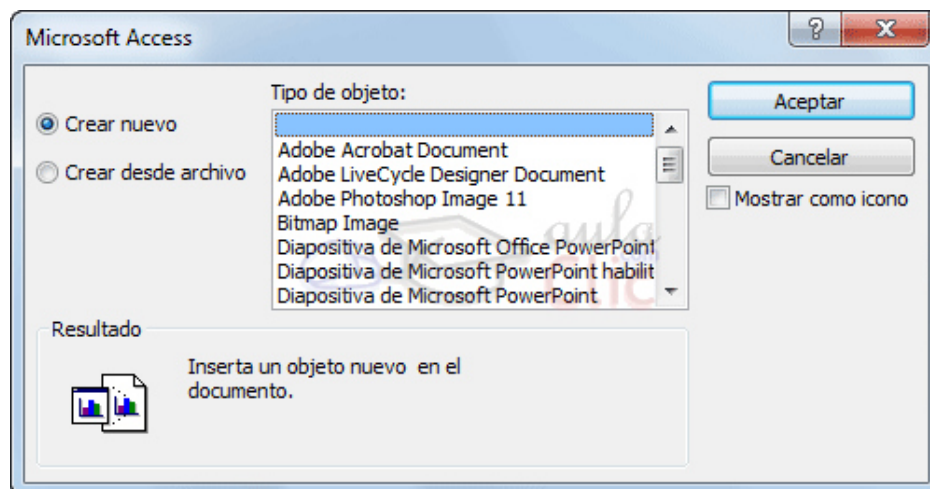 Microsoft Access
Tipo de objeto:
Crear nuevo
Crear desde archivo
Adobe Acrobat Document
Adobe LiveCycle Designer Document
Adobe Photoshop Image 11
Bitmap Image
Diapositiva de Microsoft Office PowerPoint
Diapositiva de Microsoft PowerPoint habilit
Diapositiva de Microsoft PowerPoint
Aceptar
Cancelar
Mostrar como icono
Resultado
Inserta un objeto nuevo en el
documento.
aula
clic